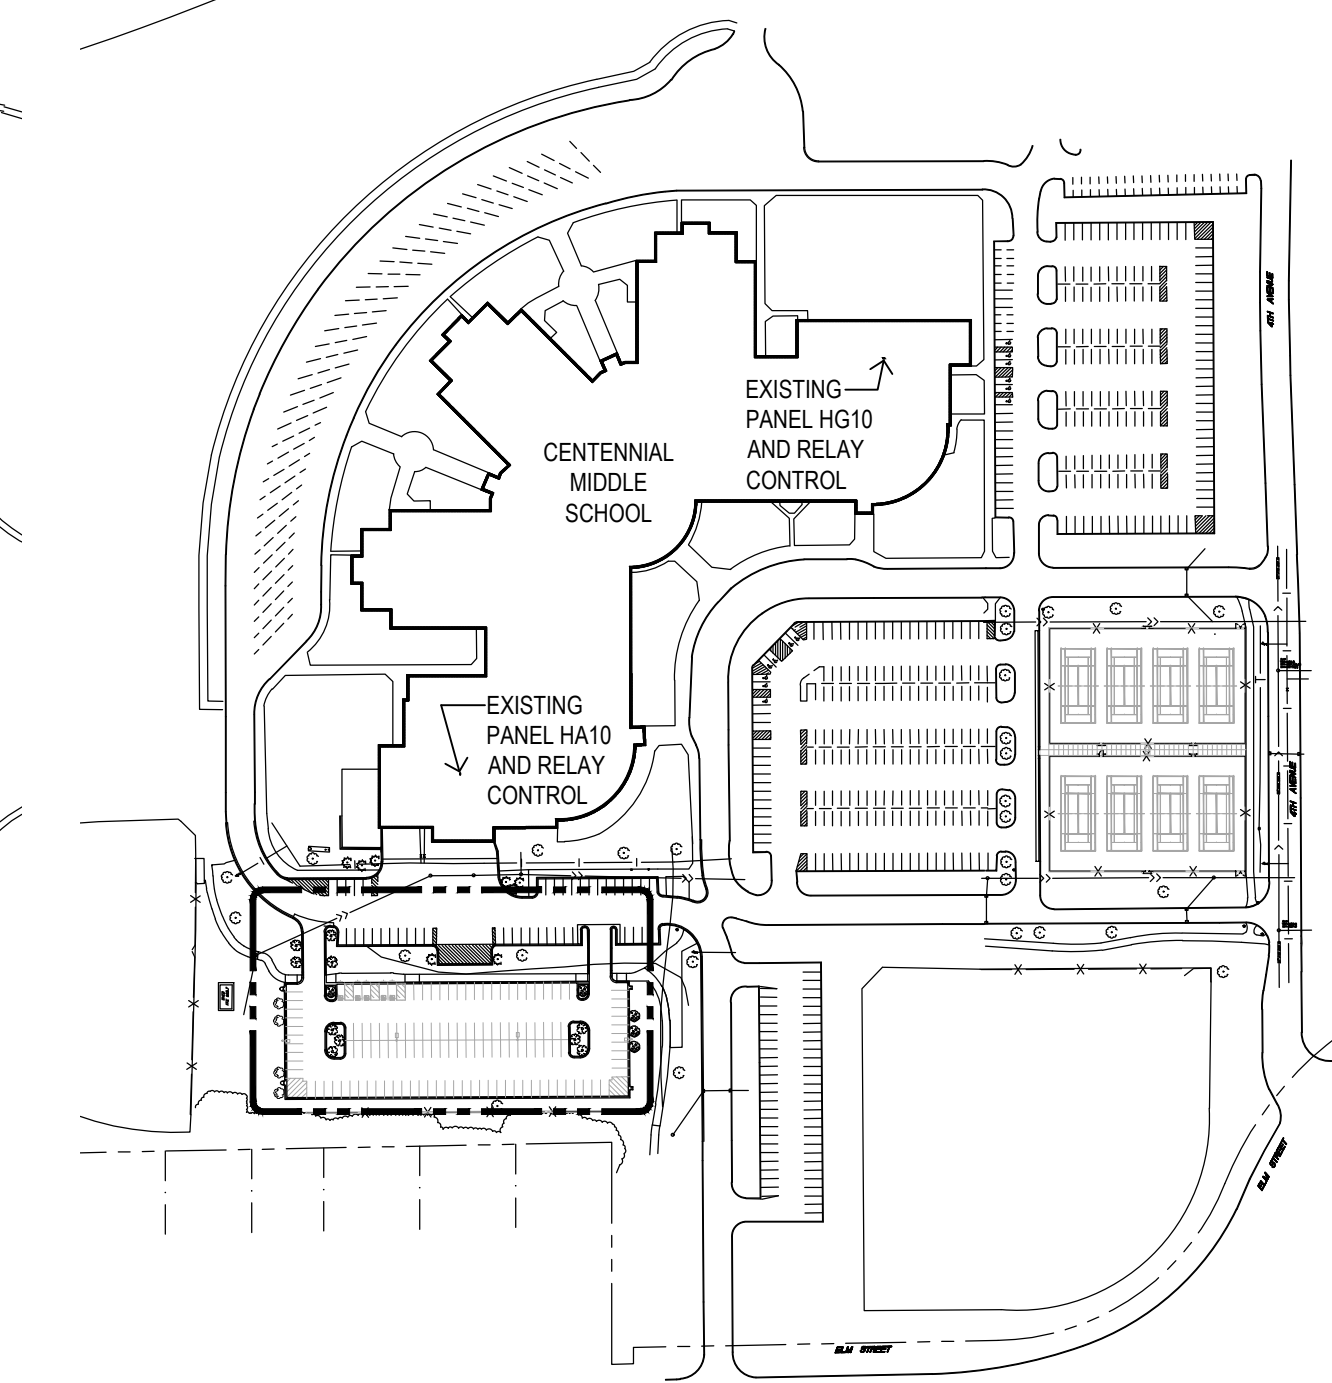 4TH AVENUE
EXISTING
PANEL HG10
AND RELAY
CONTROL
CENTENNIAL
MIDDLE
SCHOOL
EXISTING
PANEL HA10
AND RELAY
CONTROL
4TH AVENUE
ELM STREET
ELM STREET